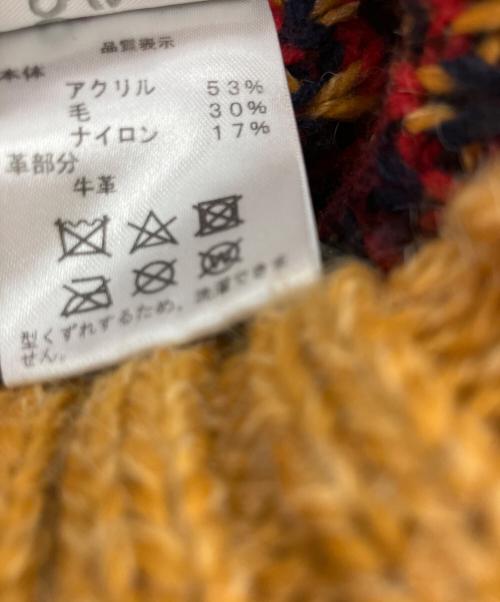 品質表示
本体
アクリル 53%
毛 30%
ナイロン 17%
革部分
牛革
型くずれするため、洗濯できま
せん。